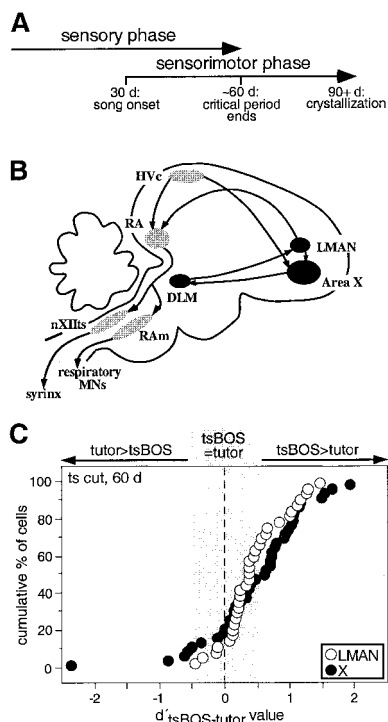 A
sensory phase
sensorimotor phase
30 d:
song onset
~60 d:
critical period
ends
90+ d:
crystallization
B
HVc
RA
LMAN
Area X
DLM
nXIIts
RAm
respiratory
MNs
syrinx
C
tutor>tsBOS
tsBOS
=tutor
tsBOS>tutor
ts cut, 60 d
cumulative % of cells
100
80
60
40
20
0
LMAN
X
-2
-1
0
1
2
d'tsBOS-tutor value